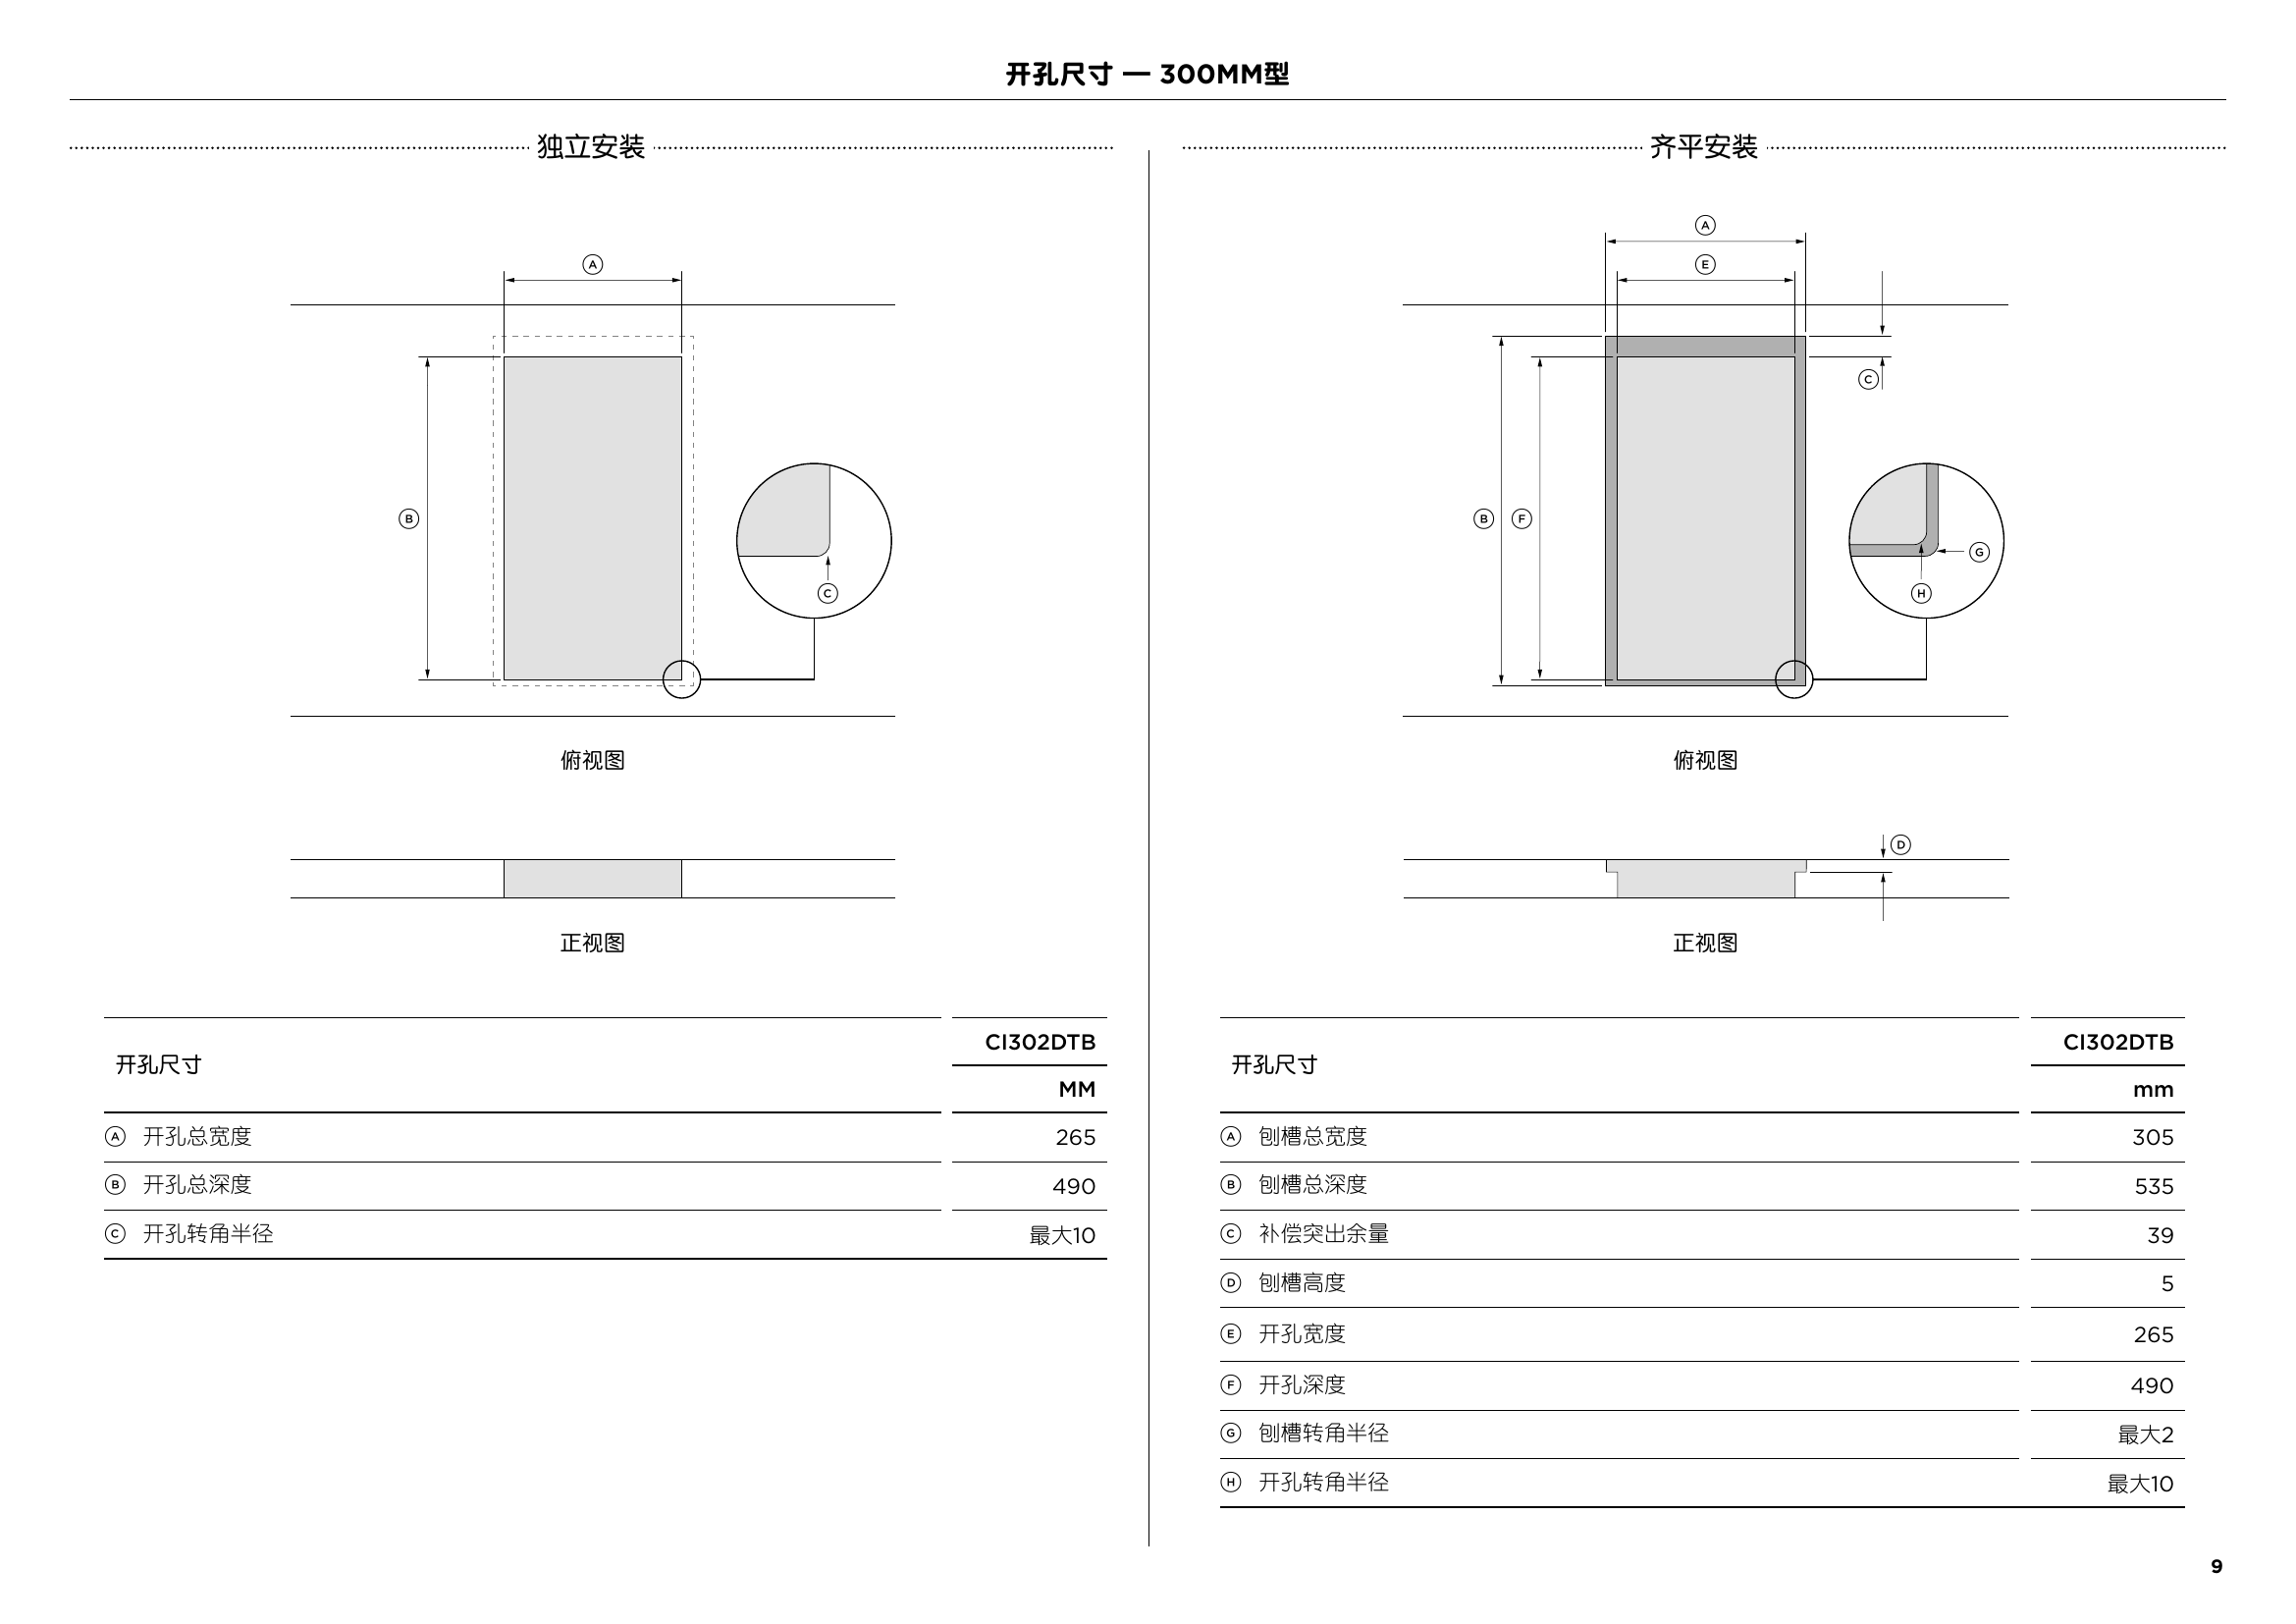 开孔尺寸 — 300MM型
独立安装
A
B
C
俯视图
正视图
开孔尺寸
CI302DTB
MM
A 开孔总宽度 265
B 开孔总深度 490
C 开孔转角半径 最大10
齐平安装
A
E
C
B
F
G
H
俯视图
D
正视图
开孔尺寸
CI302DTB
mm
A 刨槽总宽度 305
B 刨槽总深度 535
C 补偿突出余量 39
D 刨槽高度 5
E 开孔宽度 265
F 开孔深度 490
G 刨槽转角半径 最大2
H 开孔转角半径 最大10
9